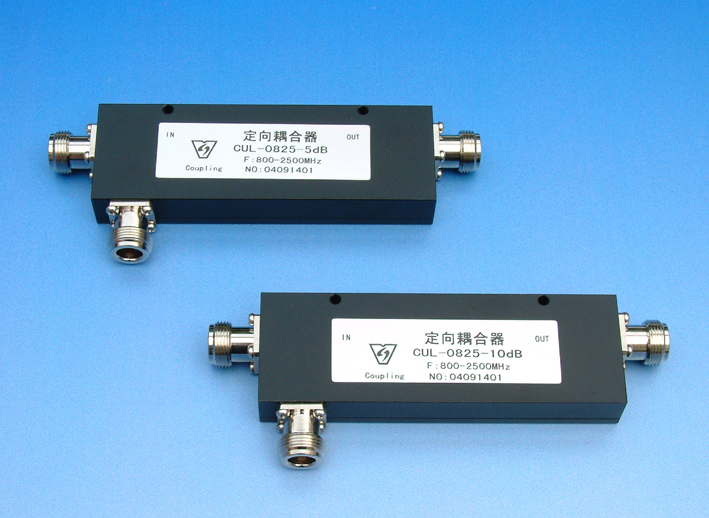 IN
定向耦合器
OUT
CUL-0825-5dB
F:800-2500MHz
Coupling
NO:04091401
IN
定向耦合器
OUT
CUL-0825-10dB
F:800-2500MHz
Coupling
NO:04091401